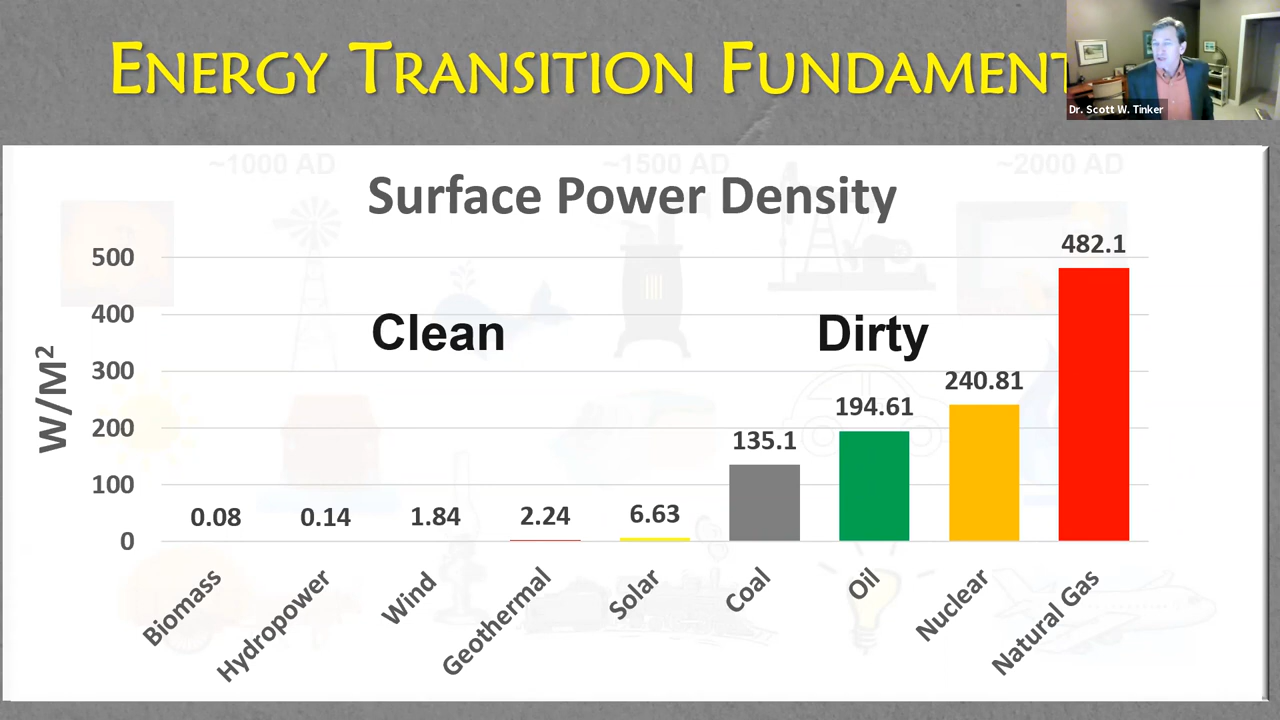 ENERGY TRANSITION FUNDAMENT
Dr. Scott W. Tinker
~1000 AD
~1500 AD
~2000 AD
Surface Power Density
W/M²
500
400
300
200
100
0
Clean
Dirty
0.08
0.14
1.84
2.24
6.63
135.1
194.61
240.81
482.1
Biomass
Hydropower
Wind
Geothermal
Solar
Coal
Oil
Nuclear
Natural Gas